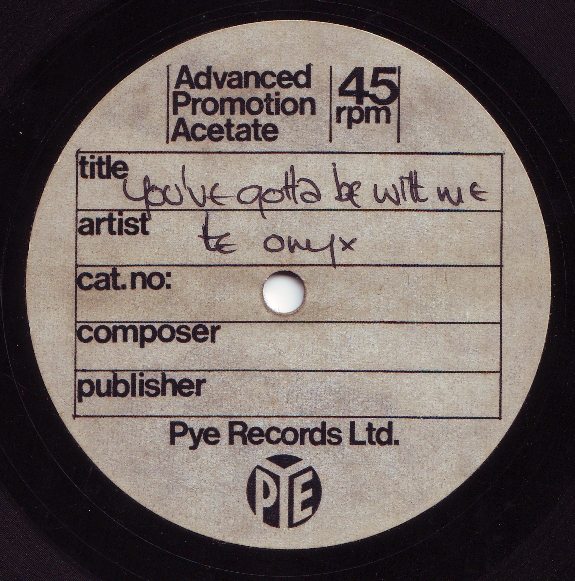 Advanced
Promotion
Acetate
45
rpm
title You've gotta be with me
artist the onyx
cat.no:
composer
publisher
Pye Records Ltd.
PYE